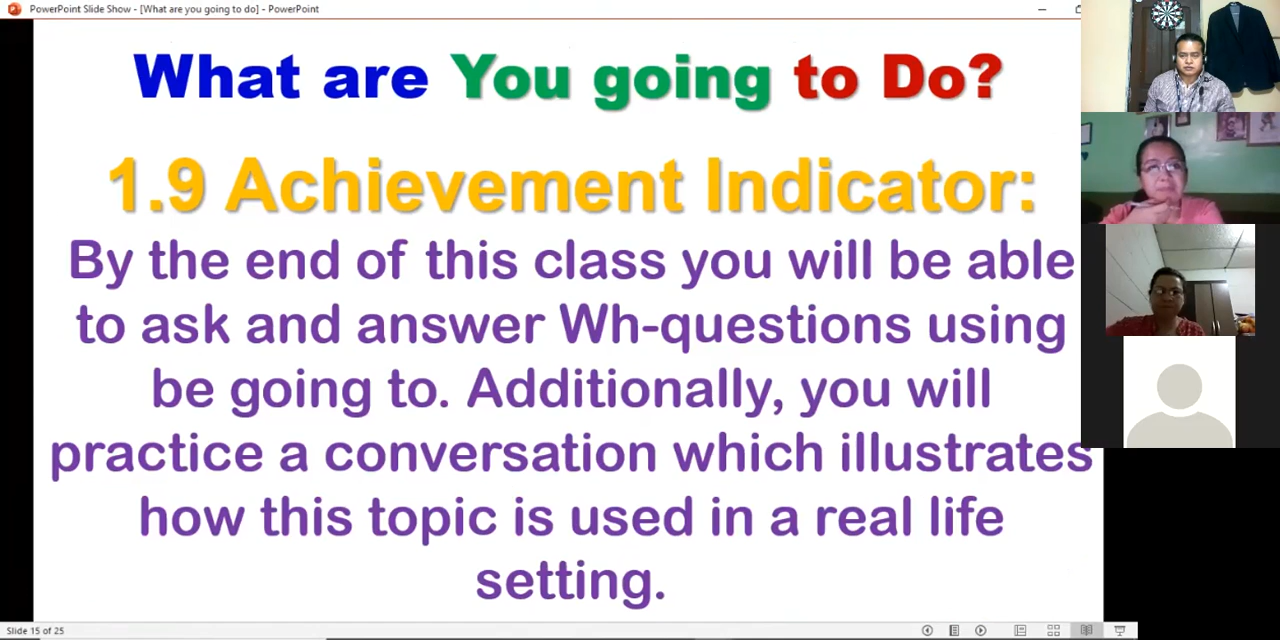 PowerPoint Slide Show - [What are you going to do] - PowerPoint
What are You going to Do?
1.9 Achievement Indicator:
By the end of this class you will be able
to ask and answer Wh-questions using
be going to. Additionally, you will
practice a conversation which illustrates
how this topic is used in a real life
setting.
Slide 15 of 25